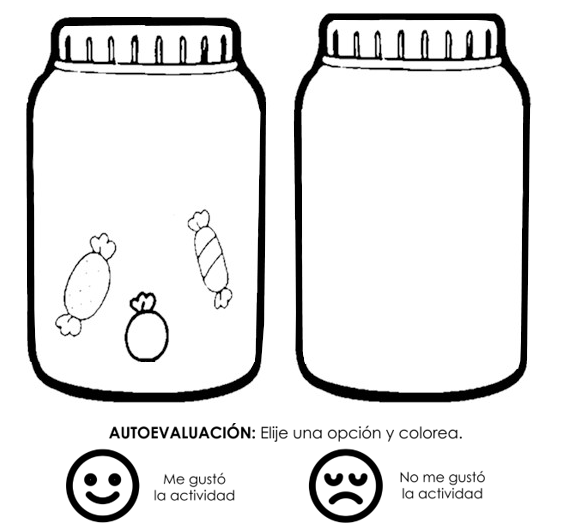 AUTOEVALUACIÓN: Elije una opción y colorea.
Me gustó
la actividad
No me gustó
la actividad